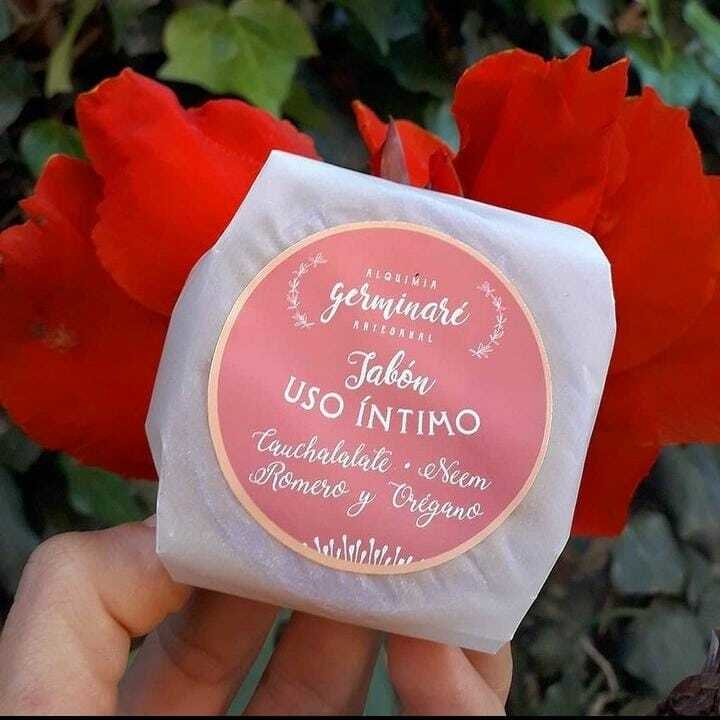 ALQUIMIA
germinaré
ARTESANAL
Jabón
USO ÍNTIMO
Cauchalalate • Neem
Romero y Orégano